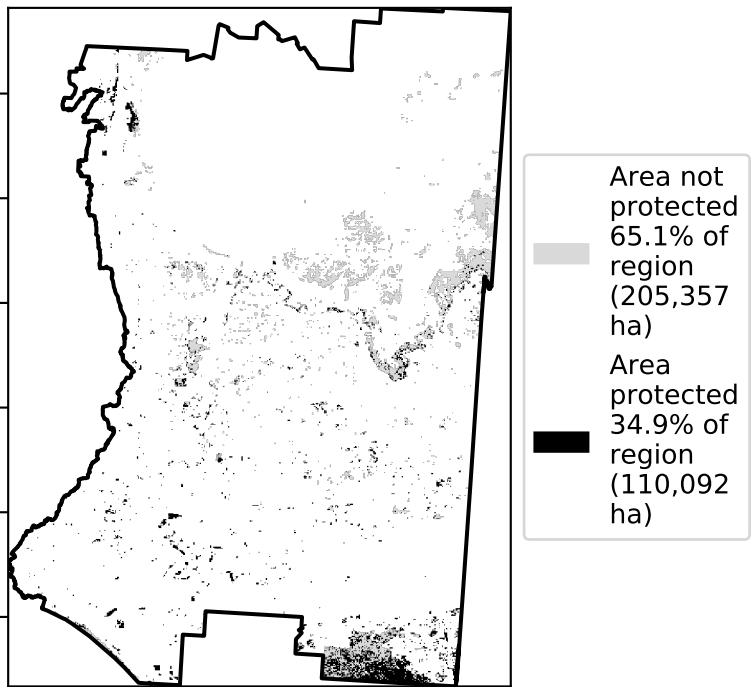 Area not
protected
65.1% of
region
(205,357
ha)
Area
protected
34.9% of
region
(110,092
ha)